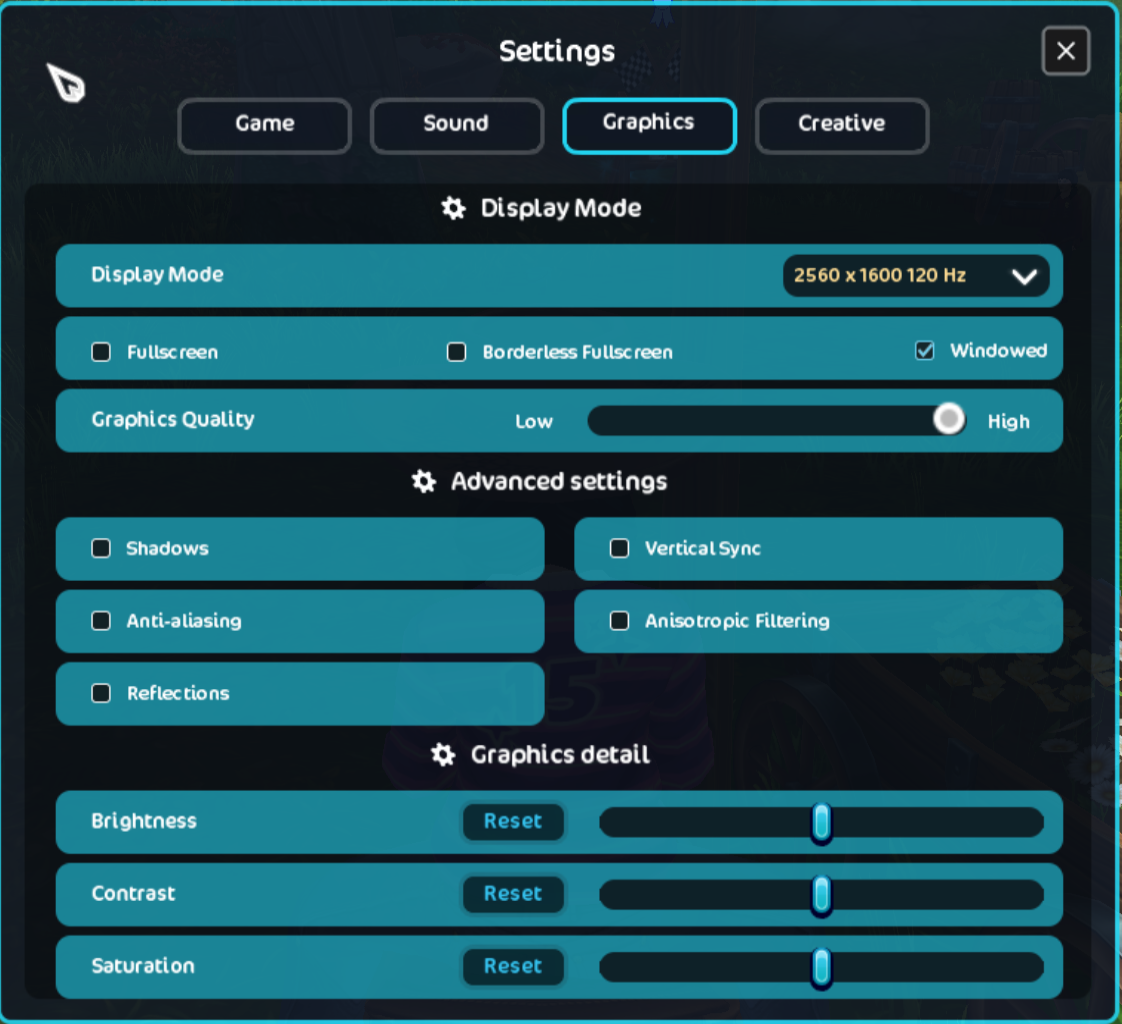 Settings
Game Sound Graphics Creative
Display Mode
Display Mode 2560 x 1600 120 Hz
Fullscreen Borderless Fullscreen Windowed
Graphics Quality Low High
Advanced settings
Shadows Vertical Sync
Anti-aliasing Anisotropic Filtering
Reflections
15
Graphics detail
Brightness Reset
Contrast Reset
Saturation Reset